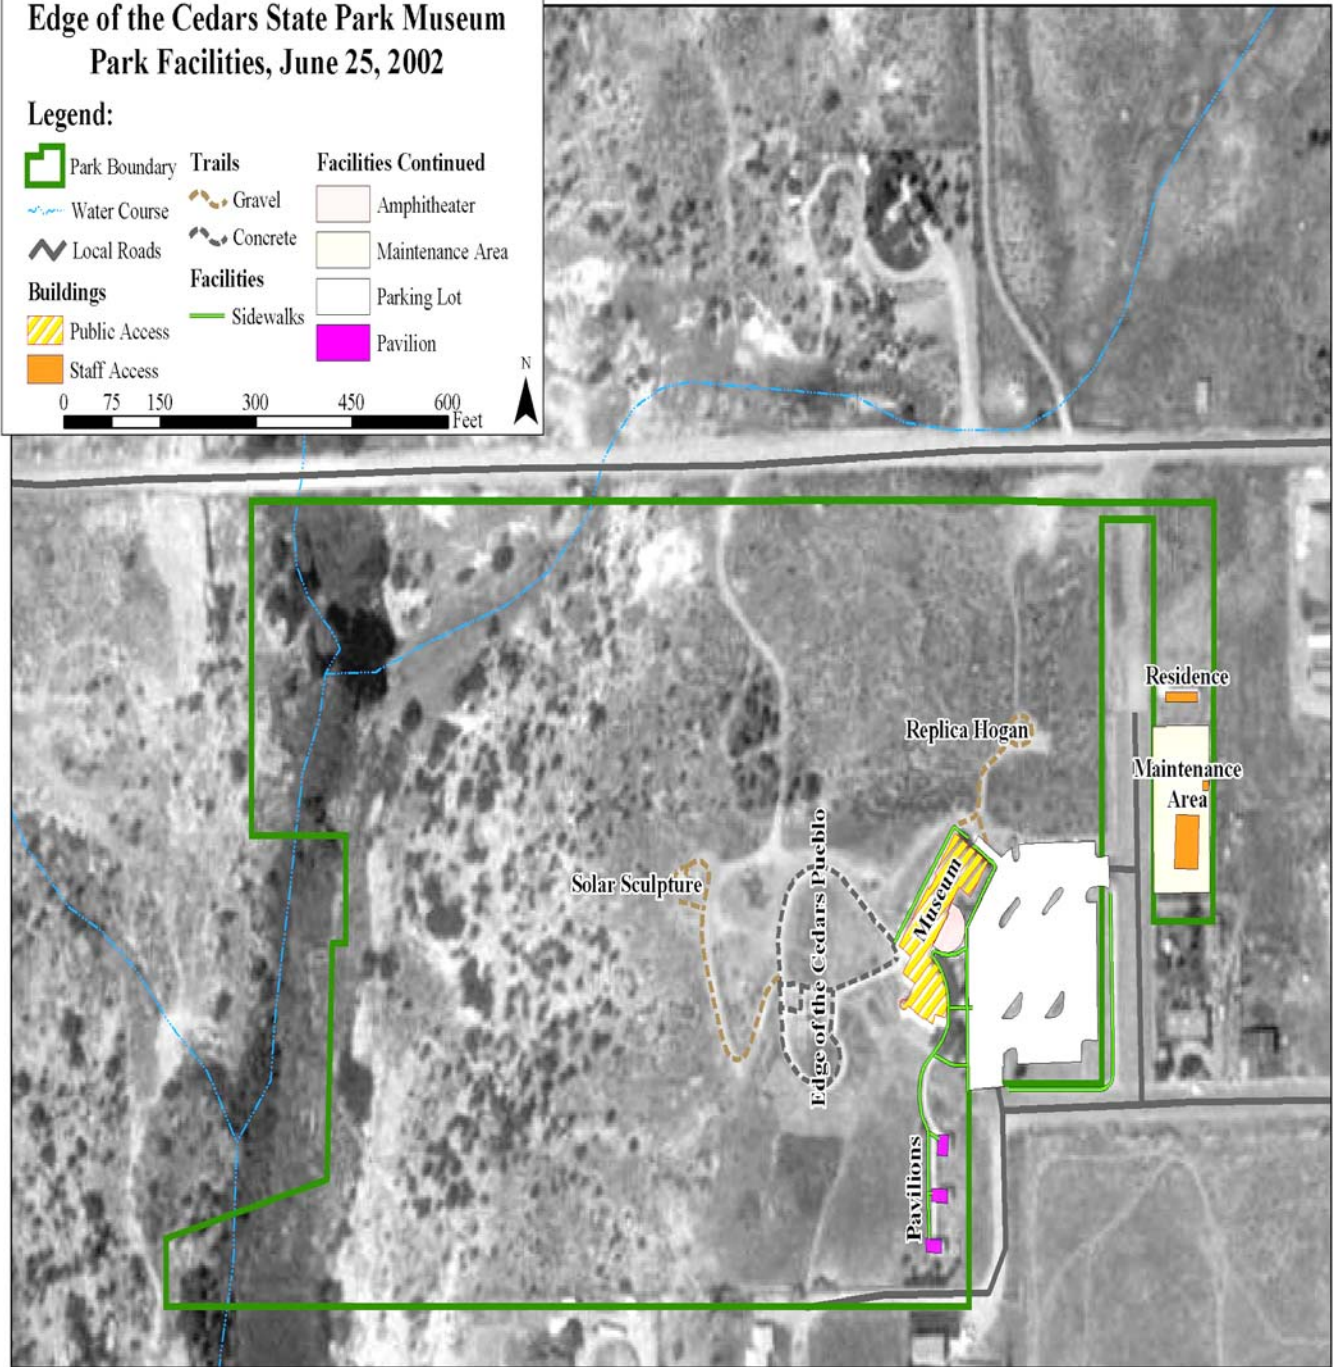 Edge of the Cedars State Park Museum
Park Facilities, June 25, 2002
Legend:
Park Boundary
Water Course
Local Roads
Buildings
Public Access
Staff Access
Trails
Gravel
Concrete
Facilities
Sidewalks
Facilities Continued
Amphitheater
Maintenance Area
Parking Lot
Pavilion
0 75 150 300 450 600
Feet
N
Residence
Replica Hogan
Maintenance
Area
Solar Sculpture
Edge of the Cedars Pueblo
Museum
Pavilions